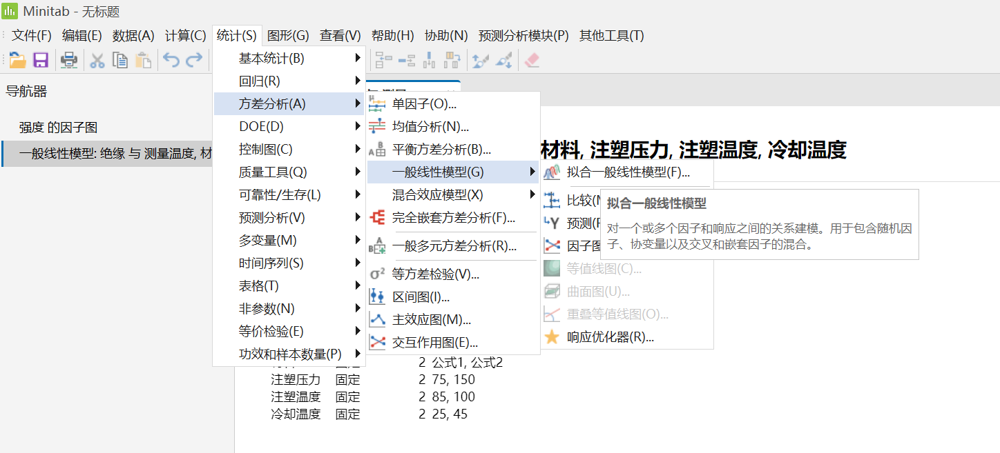 Minitab - 无标题
文件(F) 编辑(E) 数据(A) 计算(C) 统计(S) 图形(G) 查看(V) 帮助(H) 协助(N) 预测分析模块(P) 其他工具(T)
导航器
强度 的因子图
一般线性模型: 绝缘 与 测量温度, 材
基本统计(B)
回归(R)
方差分析(A)
DOE(D)
控制图(C)
质量工具(Q)
可靠性/生存(L)
预测分析(V)
多变量(M)
时间序列(S)
表格(T)
非参数(N)
等价检验(E)
功效和样本数量(P)
单因子(O)...
均值分析(N)...
平衡方差分析(B)...
一般线性模型(G)
混合效应模型(X)
完全嵌套方差分析(F)...
一般多元方差分析(R)...
等方差检验(V)...
区间图(I)...
主效应图(M)...
交互作用图(E)...
材料, 注塑压力, 注塑温度, 冷却温度
拟合一般线性模型(F)...
比较(
预测(
因子图
等值线图(C)...
曲面图(U)...
重叠等值线图(O)...
响应优化器(R)...
拟合一般线性模型
对一个或多个因子和响应之间的关系建模。用于包含随机因
子、协变量以及交叉和嵌套因子的混合。
2 公式1, 公式2
注塑压力 固定 2 75, 150
注塑温度 固定 2 85, 100
冷却温度 固定 2 25, 45